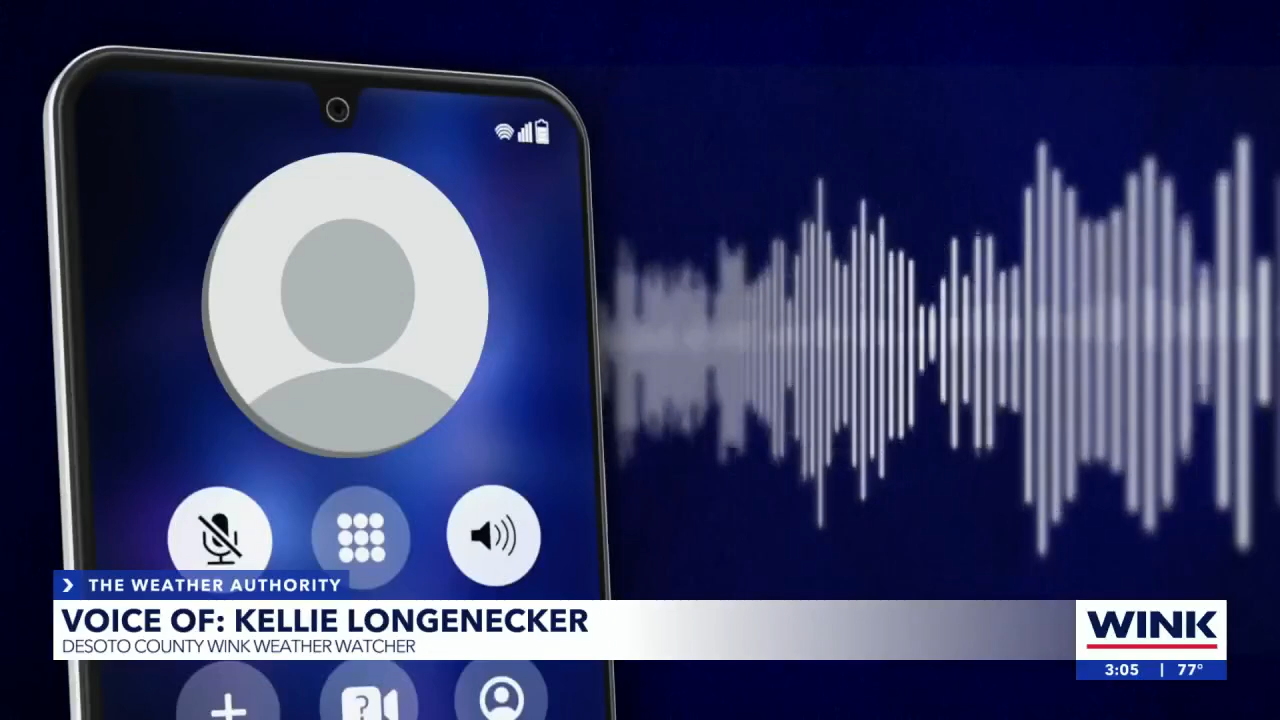 THE WEATHER AUTHORITY
VOICE OF: KELLIE LONGENECKER
DESOTO COUNTY WINK WEATHER WATCHER
WINK
3:05 | 77°
?